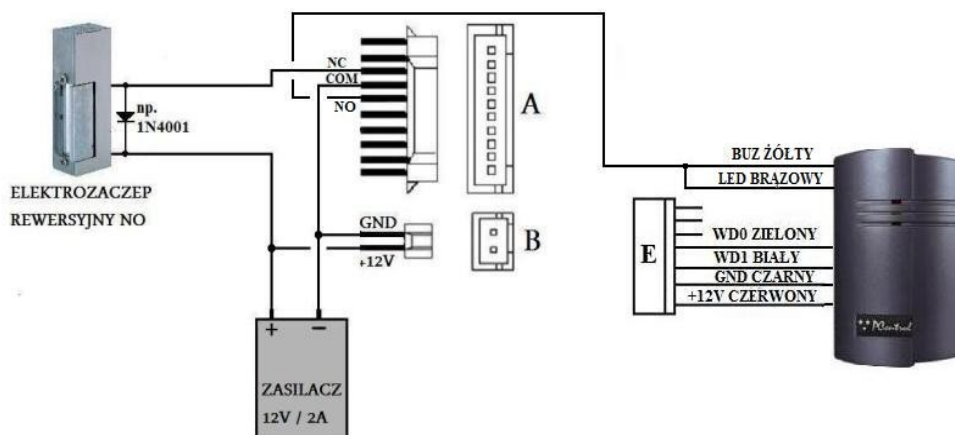 NC
COM
NO
A
np.
1N4001
ELEKTROZACZEP
REWERSYJNY NO
GND
+12V
B
+
−
ZASILACZ
12V / 2A
BUZ ŻÓŁTY
LED BRĄZOWY
E
WD0 ZIELONY
WD1 BIAŁY
GND CZARNY
+12V CZERWONY
PControl